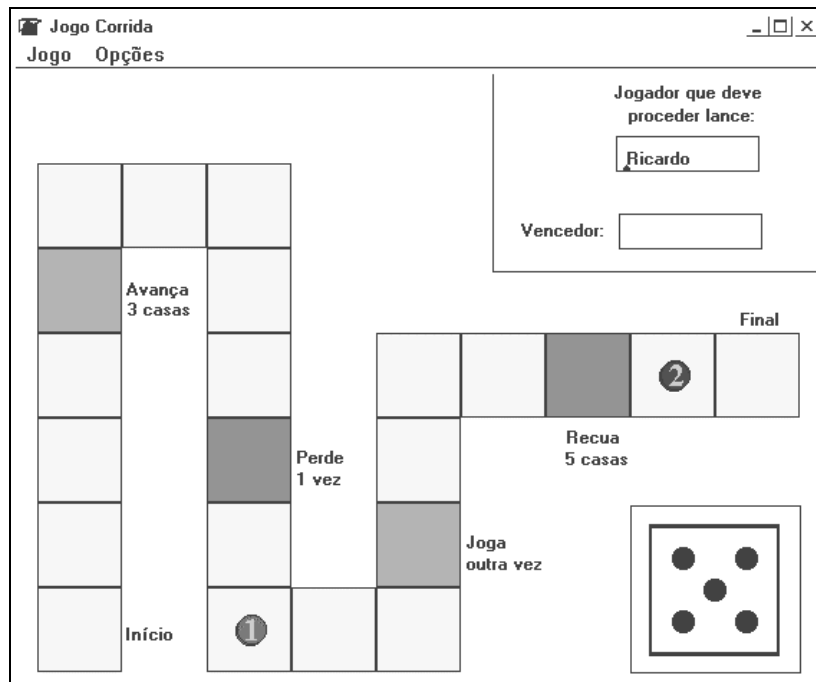 Jogo Corrida
Jogo Opções
Jogador que deve
proceder lance:
Ricardo
Vencedor:
Avança
3 casas
Final
2
Perde
1 vez
Recua
5 casas
Joga
outra vez
Início
1